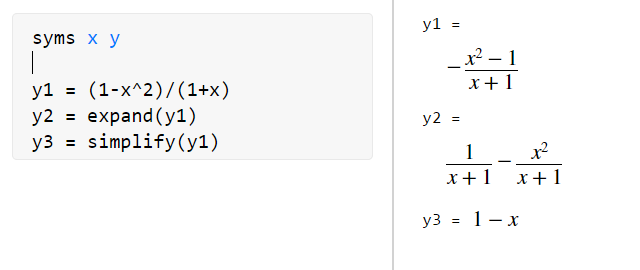 syms x y
y1 = (1-x^2)/(1+x)
y2 = expand(y1)
y3 = simplify(y1)
y1 =
−(x² − 1)/(x + 1)
y2 =
1/(x + 1) − x²/(x + 1)
y3 = 1 − x